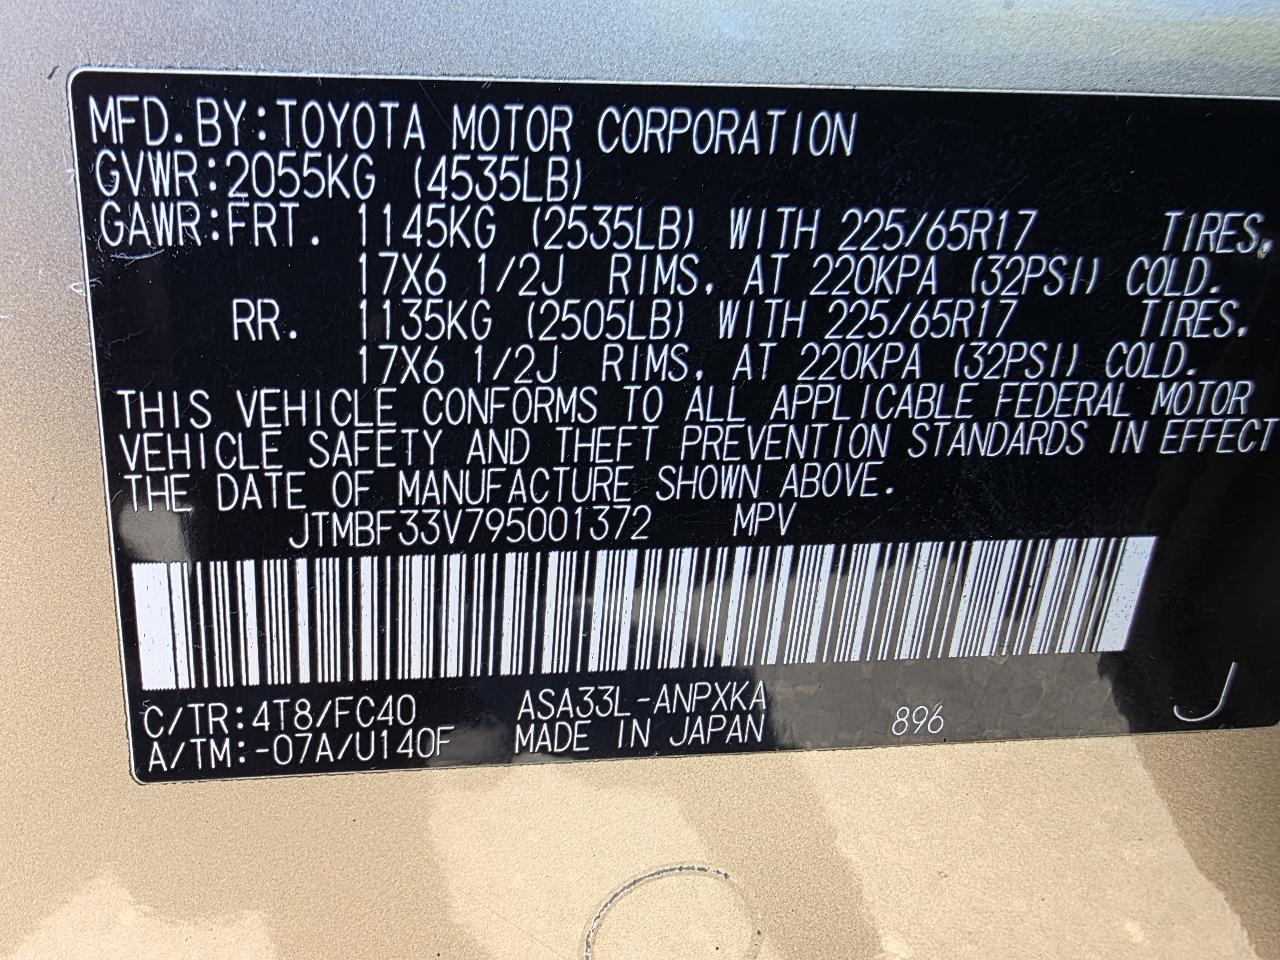 MFD.BY:TOYOTA MOTOR CORPORATION
GVWR:2055KG (4535LB)
GAWR:FRT. 1145KG (2535LB) WITH 225/65R17 TIRES,
17X6 1/2J RIMS, AT 220KPA (32PSI) COLD.
RR. 1135KG (2505LB) WITH 225/65R17 TIRES.
17X6 1/2J RIMS, AT 220KPA (32PSI) COLD.
THIS VEHICLE CONFORMS TO ALL APPLICABLE FEDERAL MOTOR
VEHICLE SAFETY AND THEFT PREVENTION STANDARDS IN EFFECT
THE DATE OF MANUFACTURE SHOWN ABOVE.
JTMBF33V795001372 MPV
C/TR:4T8/FC40 ASA33L-ANPXKA
A/TM:-07A/U140F MADE IN JAPAN 896 J